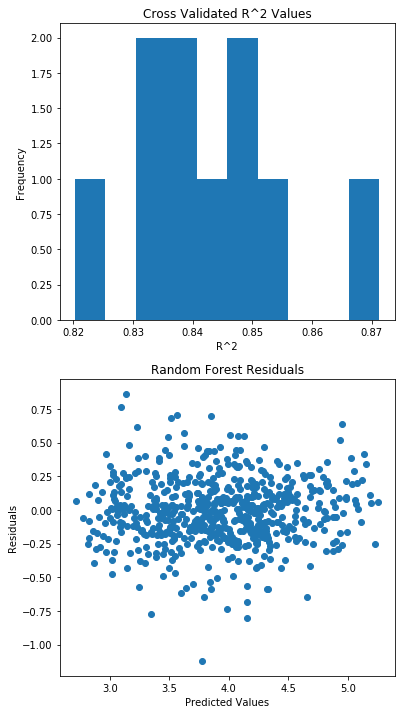 Cross Validated R^2 Values
2.00
1.75
1.50
1.25
1.00
0.75
0.50
0.25
0.00
Frequency
0.82 0.83 0.84 0.85 0.86 0.87
R^2
Random Forest Residuals
0.75
0.50
0.25
0.00
−0.25
−0.50
−0.75
−1.00
Residuals
3.0 3.5 4.0 4.5 5.0
Predicted Values